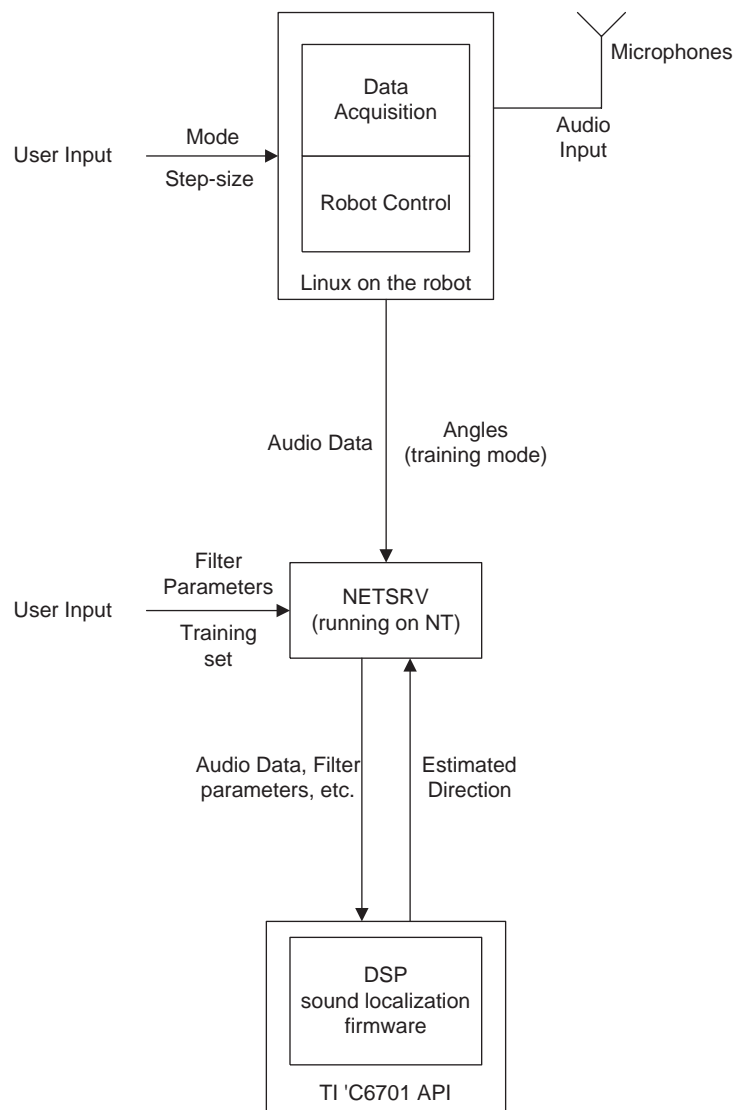 Microphones
Data
Acquisition
Audio
Input
User Input
Mode
Step-size
Robot Control
Linux on the robot
Audio Data
Angles
(training mode)
User Input
Filter
Parameters
Training
set
NETSRV
(running on NT)
Audio Data, Filter
parameters, etc.
Estimated
Direction
DSP
sound localization
firmware
TI 'C6701 API